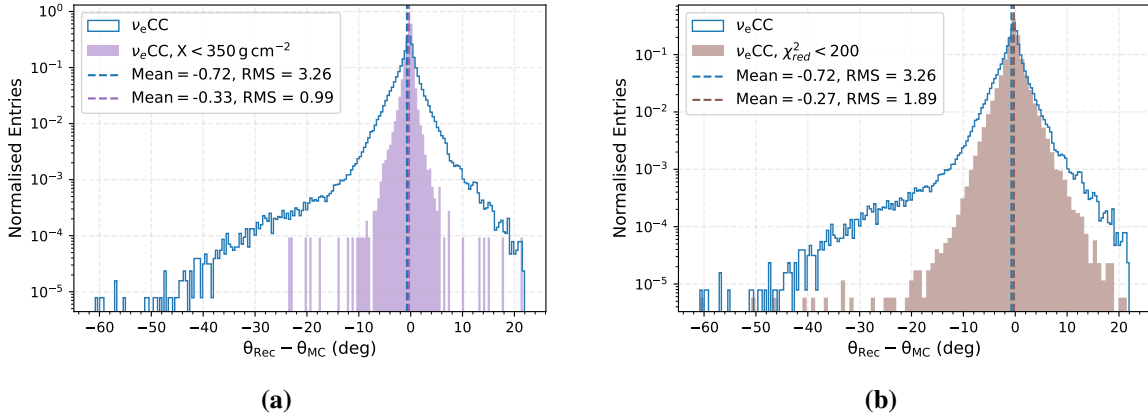 10⁰
10⁻¹
10⁻²
10⁻³
10⁻⁴
10⁻⁵
Normalised Entries
νₑCC
νₑCC, X < 350 g cm⁻²
Mean = -0.72, RMS = 3.26
Mean = -0.33, RMS = 0.99
−60 −50 −40 −30 −20 −10 0 10 20
θRec − θMC (deg)
(a)
10⁻¹
10⁻²
10⁻³
10⁻⁴
10⁻⁵
Normalised Entries
νₑCC
νₑCC, χ²red < 200
Mean = -0.72, RMS = 3.26
Mean = -0.27, RMS = 1.89
−60 −50 −40 −30 −20 −10 0 10 20
θRec − θMC (deg)
(b)